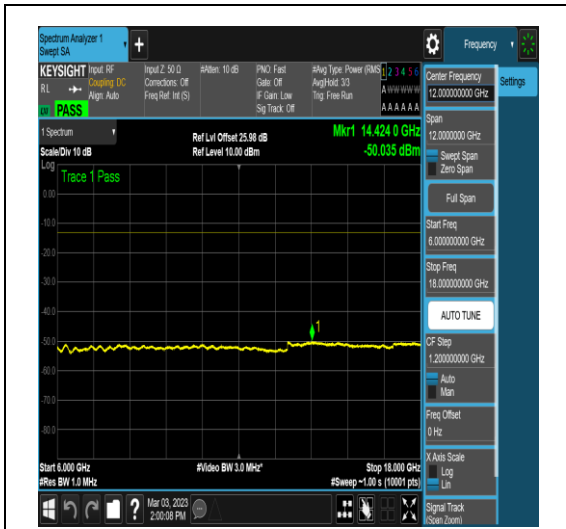 Spectrum Analyzer 1
Swept SA
+
Frequency
KEYSIGHT
RL
PASS
Input: RF
Coupling: DC
Align: Auto
Input Z: 50 Ω
Corrections: Off
Freq Ref: Int (S)
#Atten: 10 dB
PNO: Fast
Gate: Off
IF Gain: Low
Sig Track: Off
#Avg Type: Power (RMS
Avg|Hold: 3/3
Trig: Free Run
1 2 3 4 5 6
A W W W W W
A A A A A A
1 Spectrum
Scale/Div 10 dB
Ref Lvl Offset 25.98 dB
Ref Level 10.00 dBm
Mkr1 14.424 0 GHz
-50.035 dBm
Log
Trace 1 Pass
0.00
-10.0
-20.0
-30.0
-40.0
-50.0
-60.0
-70.0
-80.0
1
Start 6.000 GHz
#Res BW 1.0 MHz
#Video BW 3.0 MHz*
Stop 18.000 GHz
#Sweep ~1.00 s (10001 pts)
Center Frequency
12.000000000 GHz
Settings
Span
12.0000000 GHz
Swept Span
Zero Span
Full Span
Start Freq
6.000000000 GHz
Stop Freq
18.000000000 GHz
AUTO TUNE
CF Step
1.200000000 GHz
Auto
Man
Freq Offset
0 Hz
X Axis Scale
Log
Lin
Signal Track
(Span Zoom)
?
Mar 03, 2023
2:00:08 PM